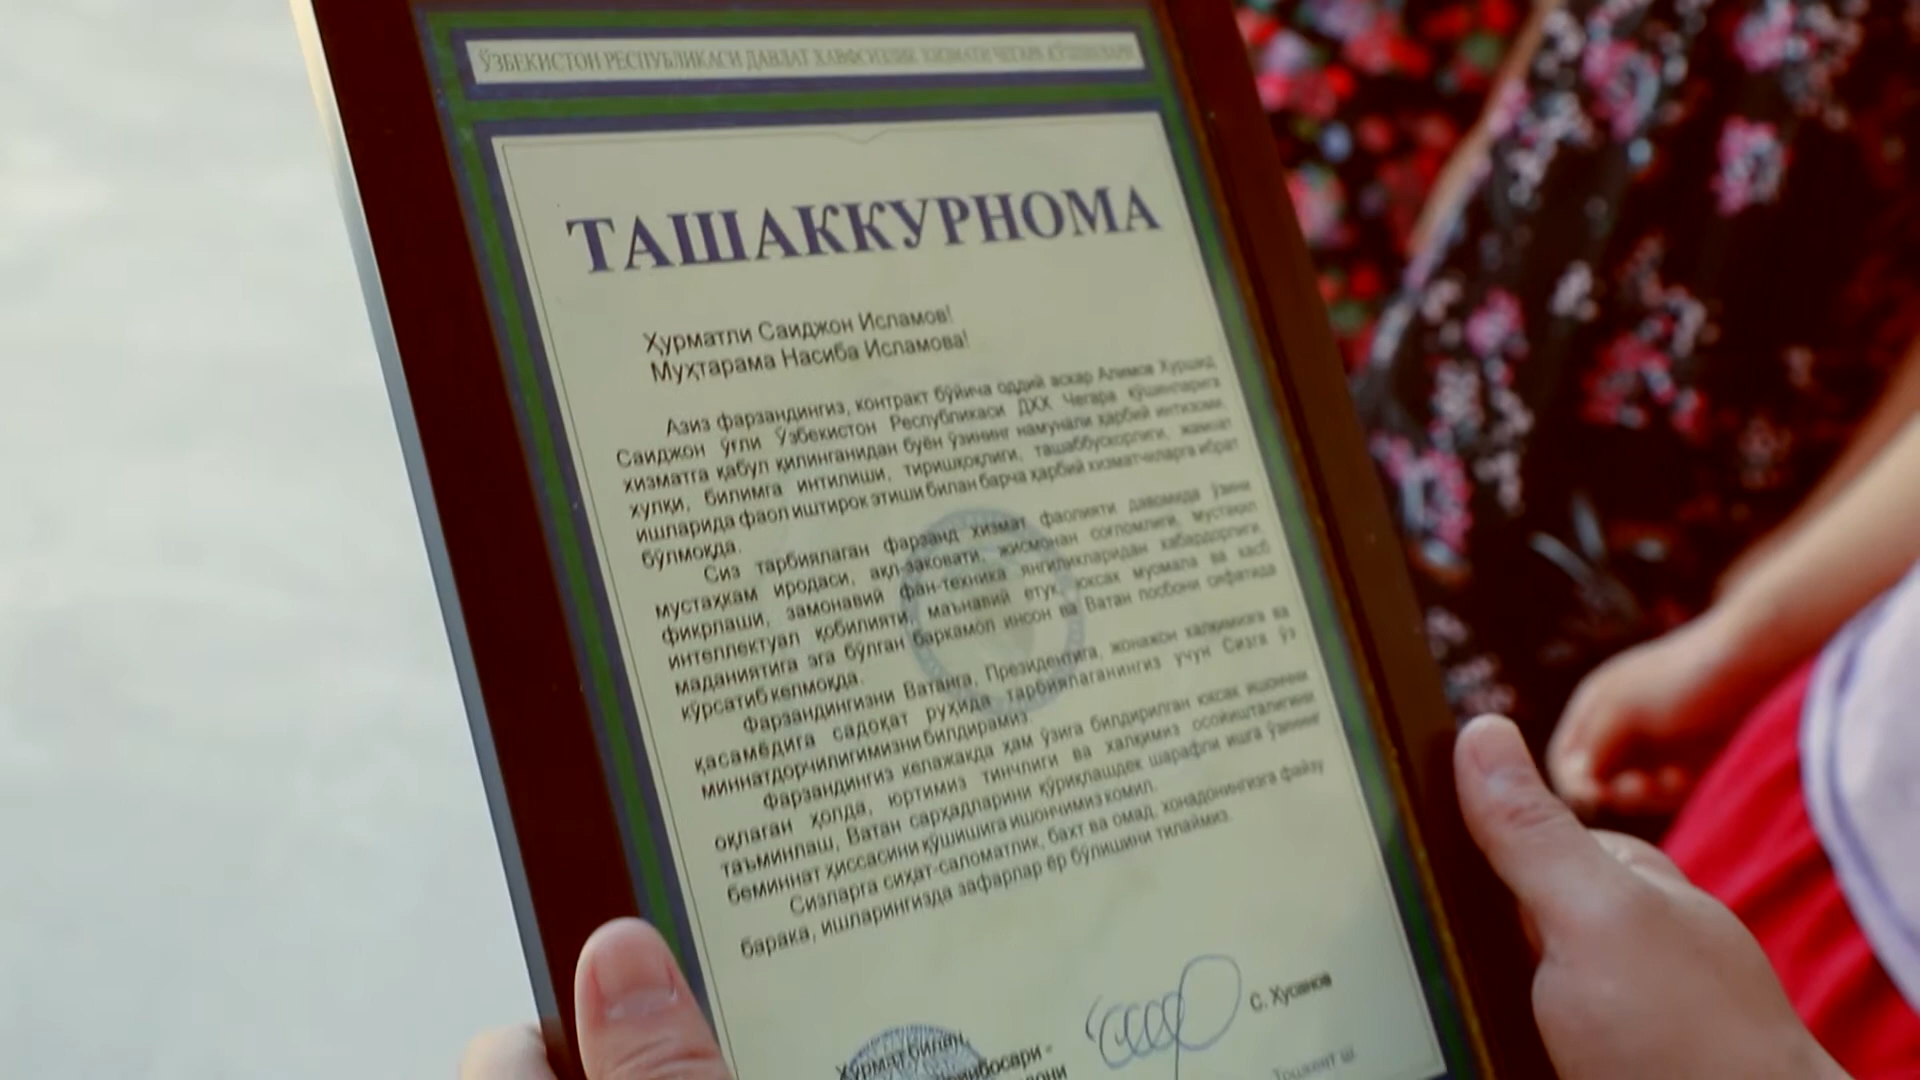 ЎЗБЕКИСТОН РЕСПУБЛИКАСИ ДАВЛАТ ХАВФСИЗЛИК ХИЗМАТИ ЧЕГАРА ҚЎШИНЛАРИ
ТАШАККУРНОМА
Ҳурматли Саиджон Исламов!
Муҳтарама Насиба Исламова!
Азиз фарзандингиз, контракт бўйича оддий аскар Алимов Хуршид
Саиджон ўғли Ўзбекистон Республикаси ДХХ Чегара қўшинларига
хизматга қабул қилинганидан буён ўзининг намунали ҳарбий интизоми,
хулқи, билимга интилиши, тиришқоқлиги, ташаббускорлиги, жамоат
ишларида фаол иштирок этиши билан барча ҳарбий хизматчиларга ибрат
бўлмоқда.
Сиз тарбиялаган фарзанд хизмат фаолияти давомида ўзини
мустаҳкам иродаси, ақл-заковати, жисмонан соғломлиги, мустақил
фикрлаши, замонавий фан-техника янгиликларидан хабардорлиги,
интеллектуал қобилияти, маънавий етук, юксак муомала ва касб
маданиятига эга бўлган баркамол инсон ва Ватан посбони сифатида
кўрсатиб келмоқда.
Фарзандингизни Ватанга, Президентига, жонажон халқимизга ва
қасамёдига садоқат руҳида тарбиялаганингиз учун Сизга ўз
миннатдорчилигимизни билдирамиз.
Фарзандингиз келажакда ҳам ўзига билдирилган юксак ишончни
оқлаган ҳолда, юртимиз тинчлиги ва халқимиз осойишталигини
таъминлаш, Ватан сарҳадларини қўриқлашдек шарафли ишга ўзининг
беминнат ҳиссасини қўшишига ишончимиз комил.
Сизларга сиҳат-саломатлик, бахт ва омад, хонадонингизга файзу
барака, ишларингизда зафарлар ёр бўлишини тилаймиз.
Ҳурмат билан,
С. Хусанов
Тошкент ш.